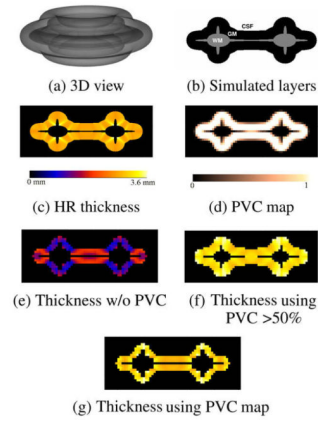 CSF
GM
WM
(a) 3D view
(b) Simulated layers
(c) HR thickness
0 mm
3.6 mm
(d) PVC map
0
1
(e) Thickness w/o PVC
(f) Thickness using
PVC >50%
(g) Thickness using PVC map